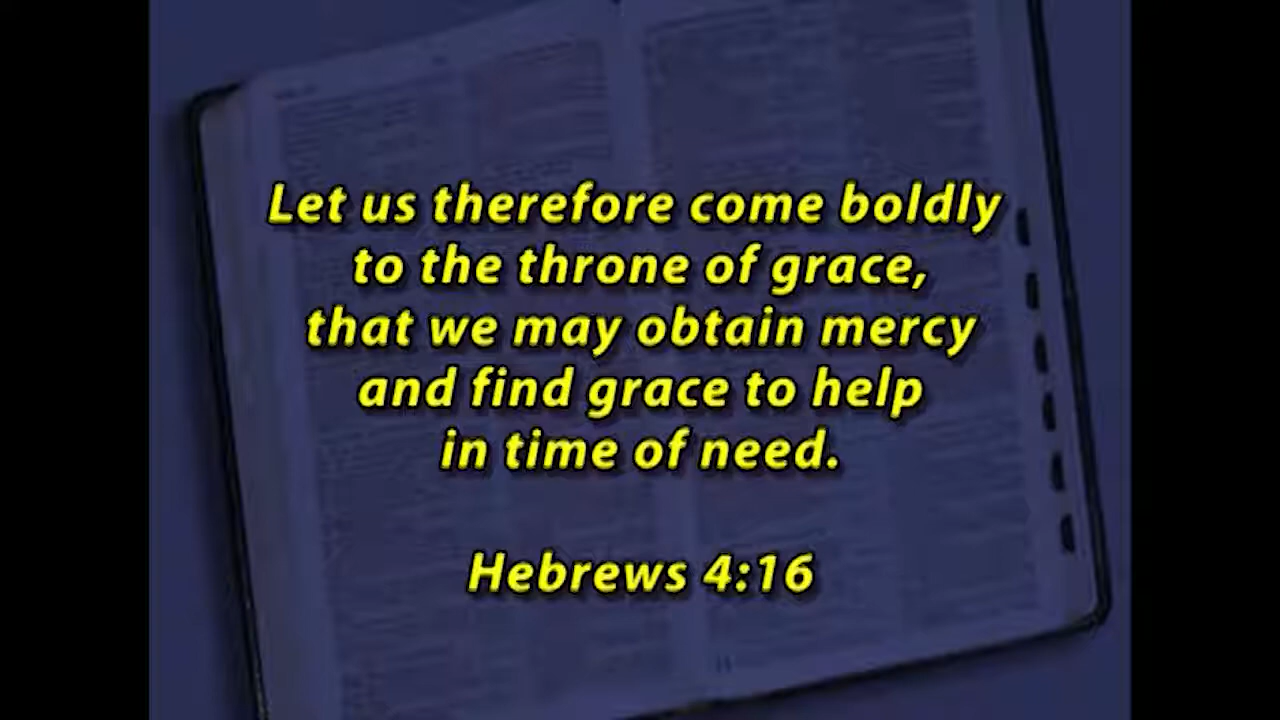 Let us therefore come boldly
to the throne of grace,
that we may obtain mercy
and find grace to help
in time of need.
Hebrews 4:16